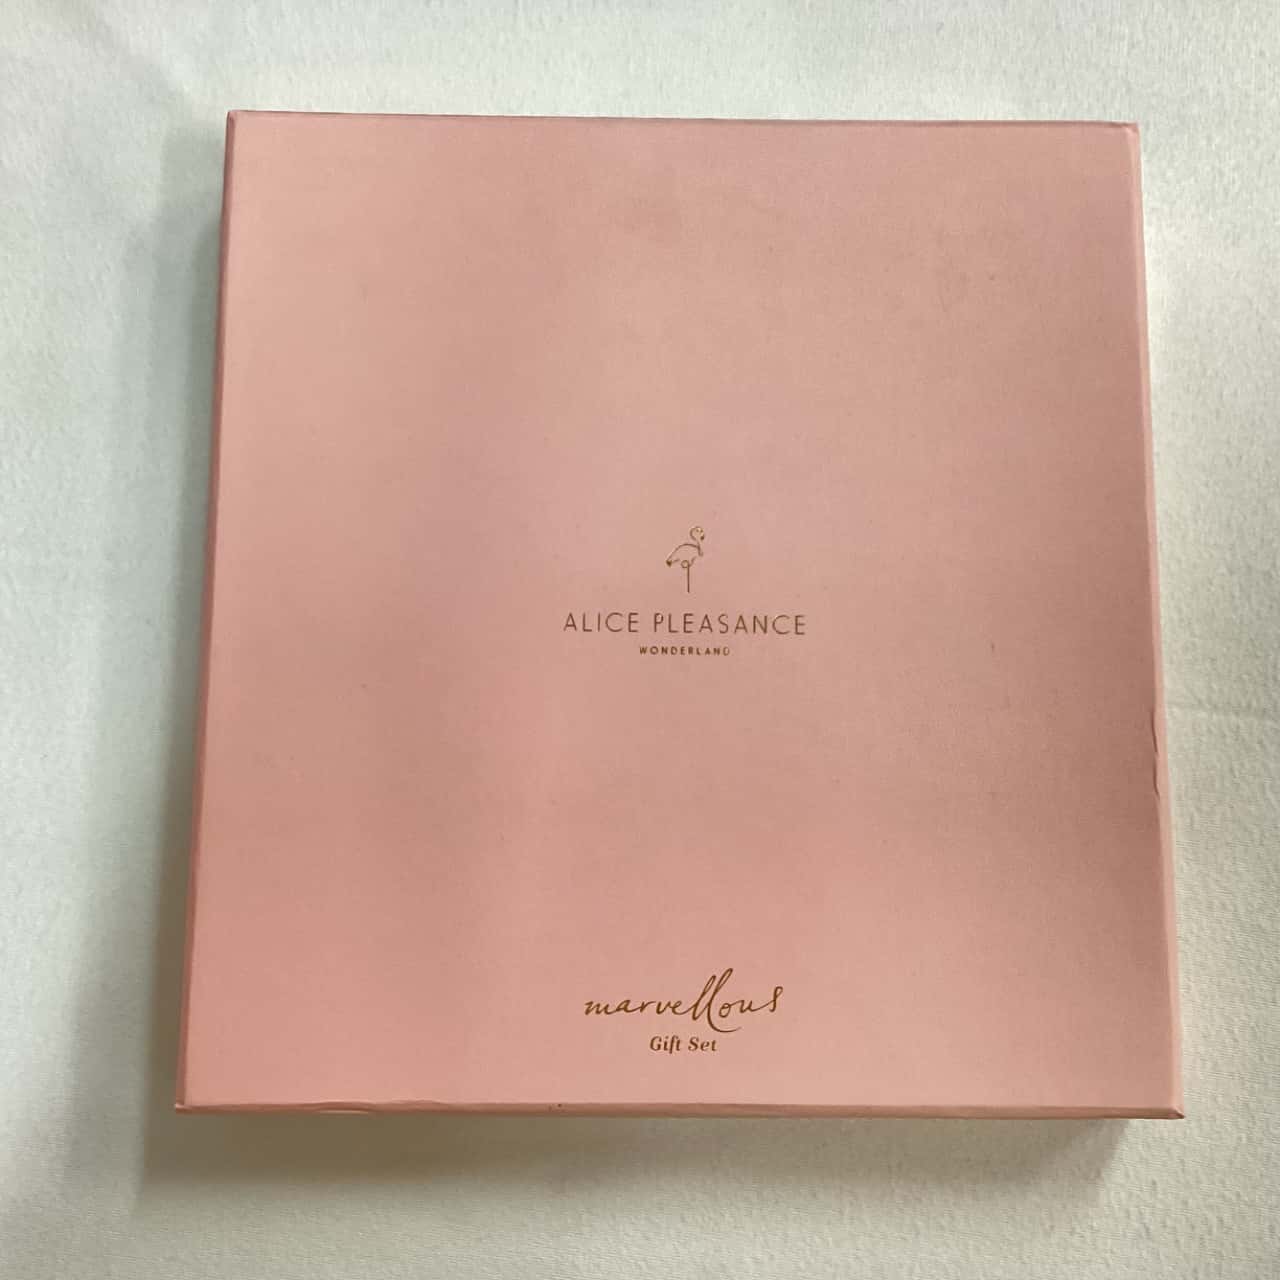 ALICE PLEASANCE
WONDERLAND
marvellous
Gift Set